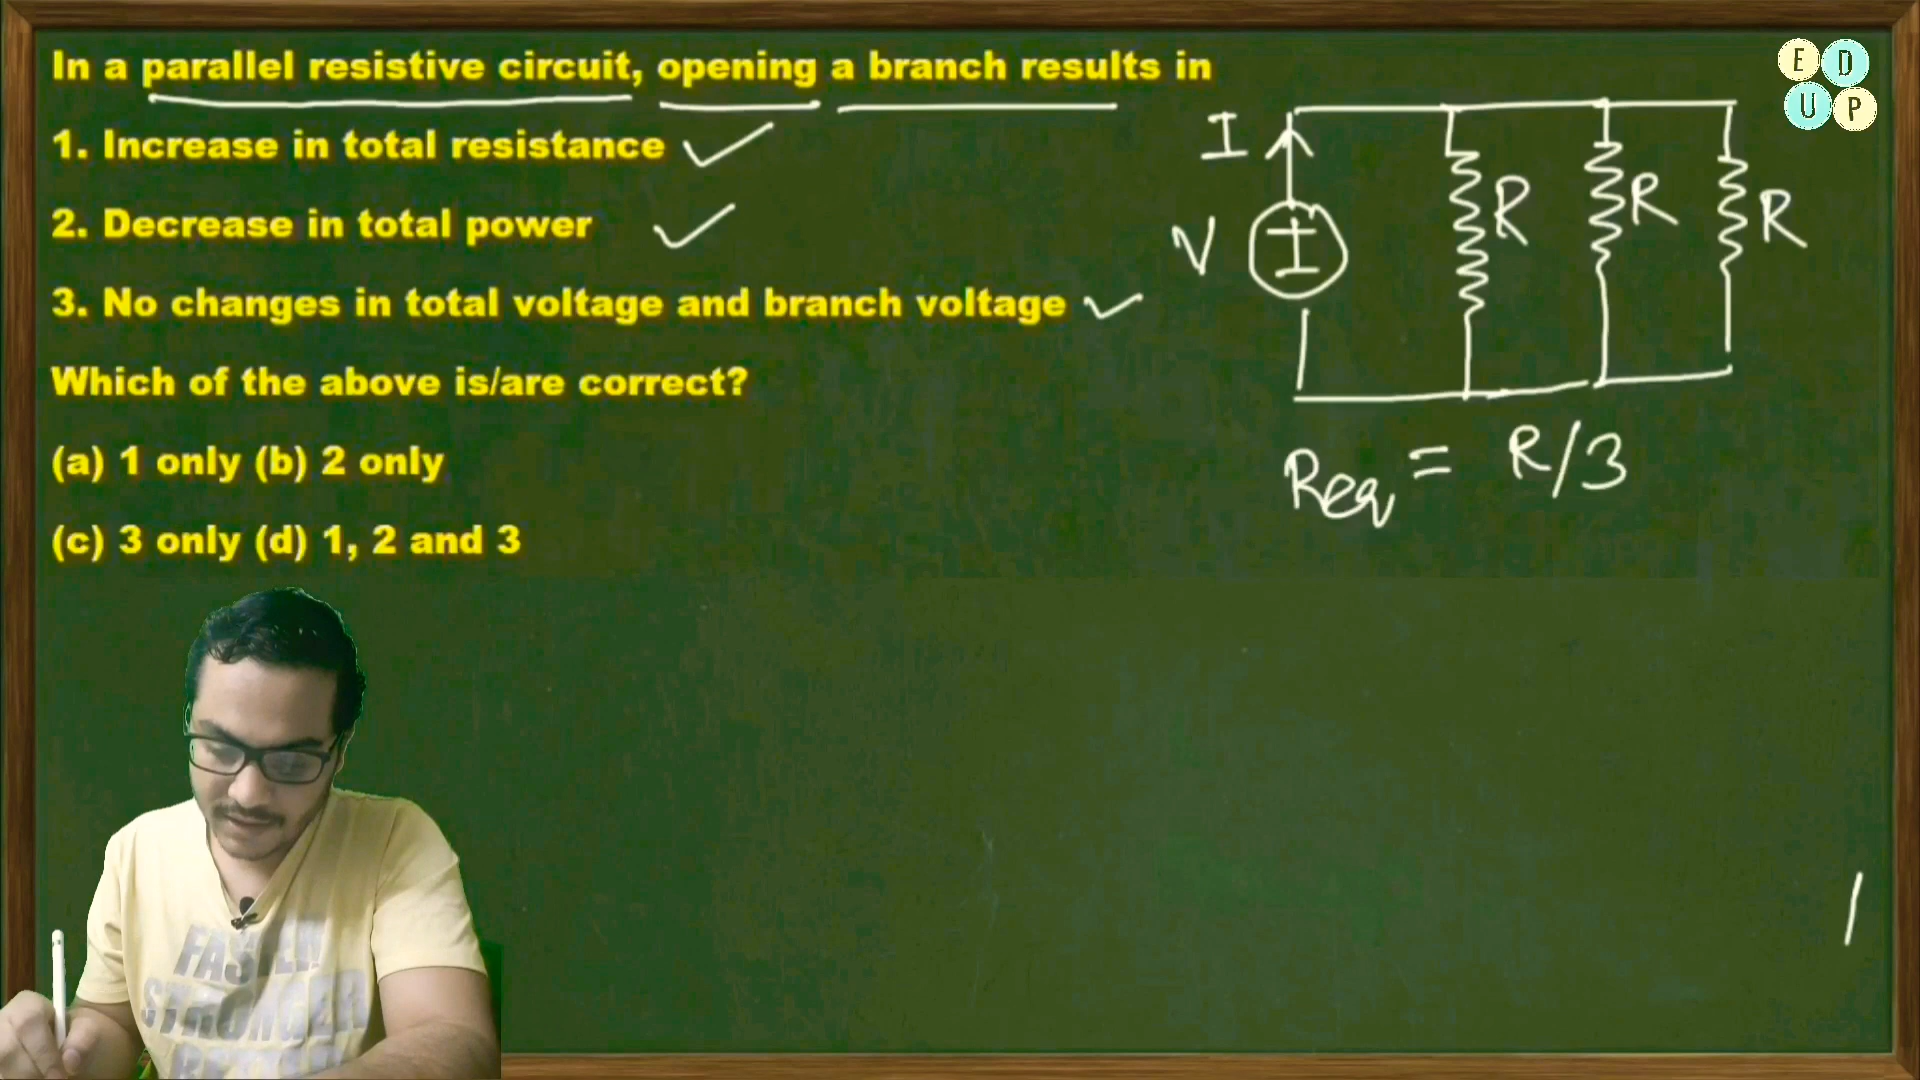 In a parallel resistive circuit, opening a branch results in
1. Increase in total resistance
2. Decrease in total power
3. No changes in total voltage and branch voltage
Which of the above is/are correct?
(a) 1 only (b) 2 only
(c) 3 only (d) 1, 2 and 3
E D
U P
I
V
R
R
R
Req = R/3
FASTER
STRONGER